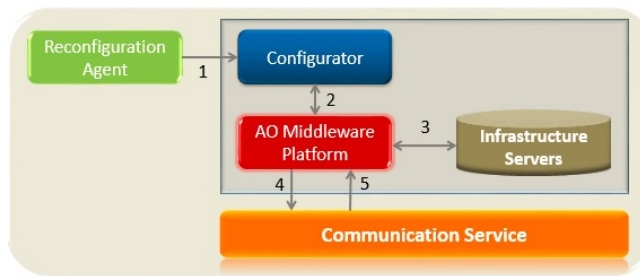 Reconfiguration
Agent
1
Configurator
2
AO Middleware
Platform
3
Infrastructure
Servers
4
5
Communication Service